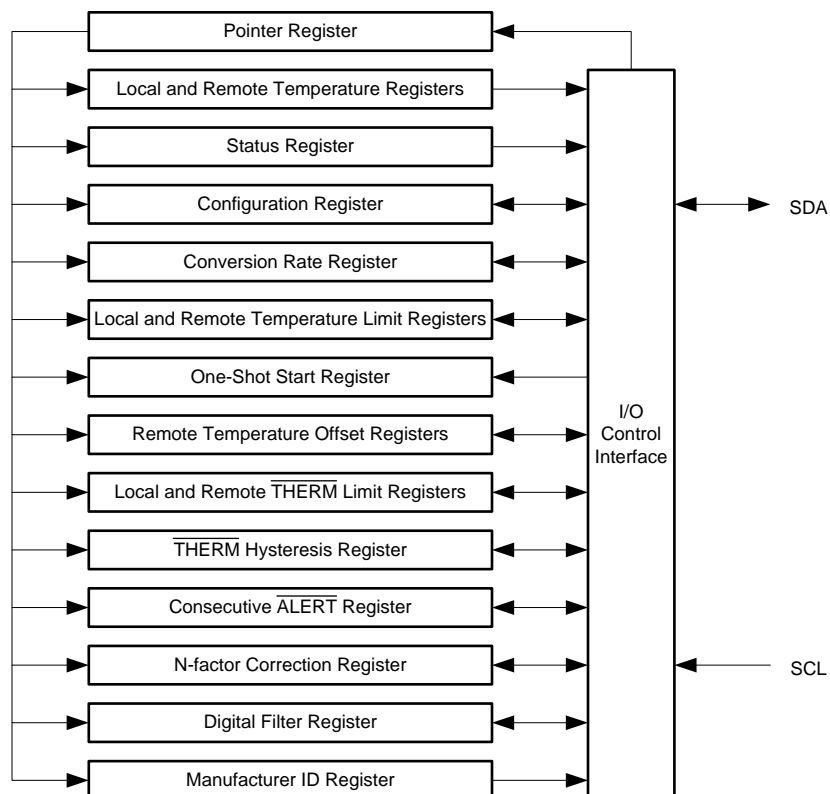 Pointer Register
Local and Remote Temperature Registers
Status Register
Configuration Register
SDA
Conversion Rate Register
Local and Remote Temperature Limit Registers
One-Shot Start Register
I/O
Control
Interface
Remote Temperature Offset Registers
Local and Remote THERM Limit Registers
THERM Hysteresis Register
Consecutive ALERT Register
N-factor Correction Register
SCL
Digital Filter Register
Manufacturer ID Register